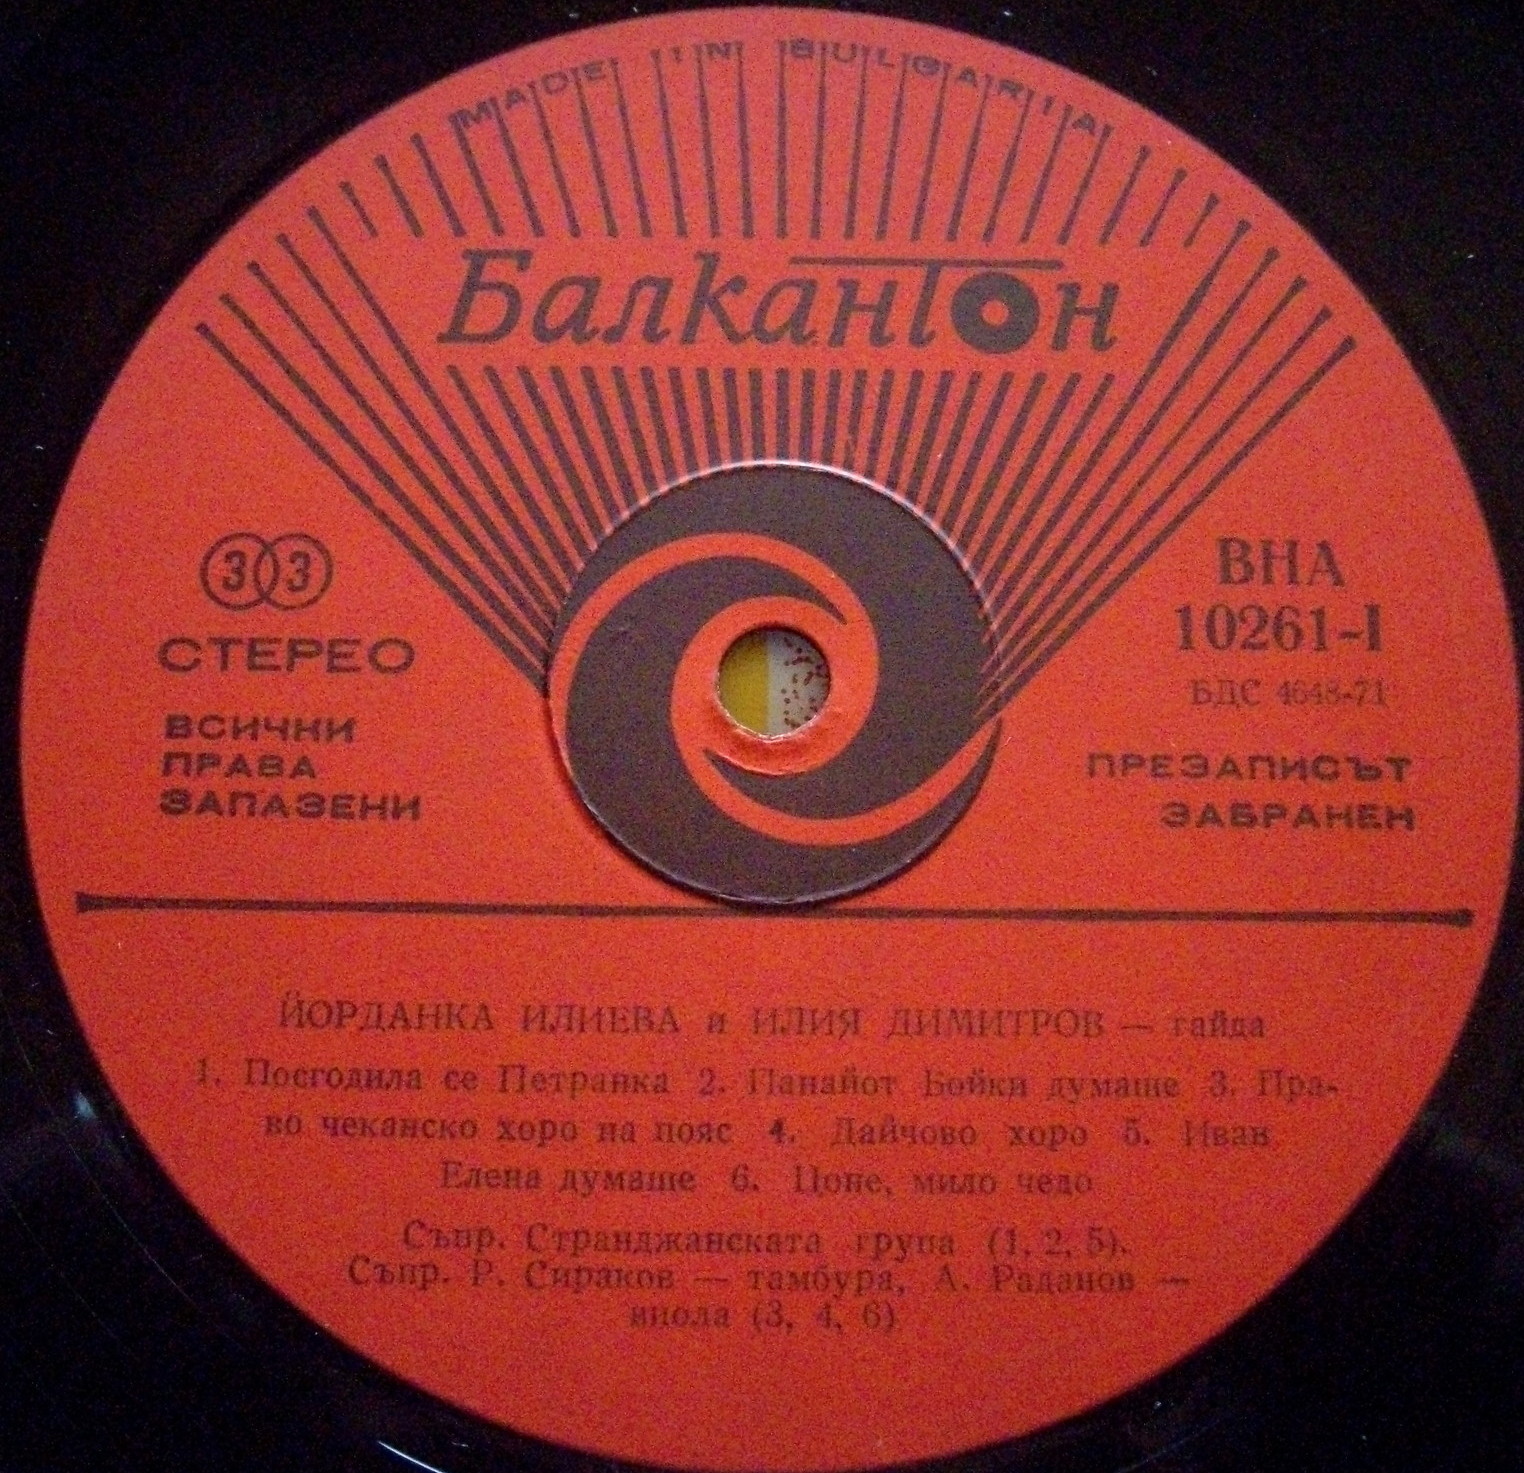 MADE IN BULGARIA
Балкантон
33
СТЕРЕО
ВСИЧКИ
ПРАВА
ЗАПАЗЕНИ
ВНА
10261-I
БДС 4648-71
ПРЕЗАПИСЪТ
ЗАБРАНЕН
ЙОРДАНКА ИЛИЕВА и ИЛИЯ ДИМИТРОВ — гайда
1. Посгодила се Петранка 2. Панайот Бойки думаше 3. Пра-
во чеканско хоро на пояс 4. Дайчово хоро 5. Иван
Елена думаше 6. Цоне, мило чедо
Съпр. Странджанската група (1, 2, 5).
Съпр. Р. Сираков — тамбура, А. Раданов —
виола (3, 4, 6)